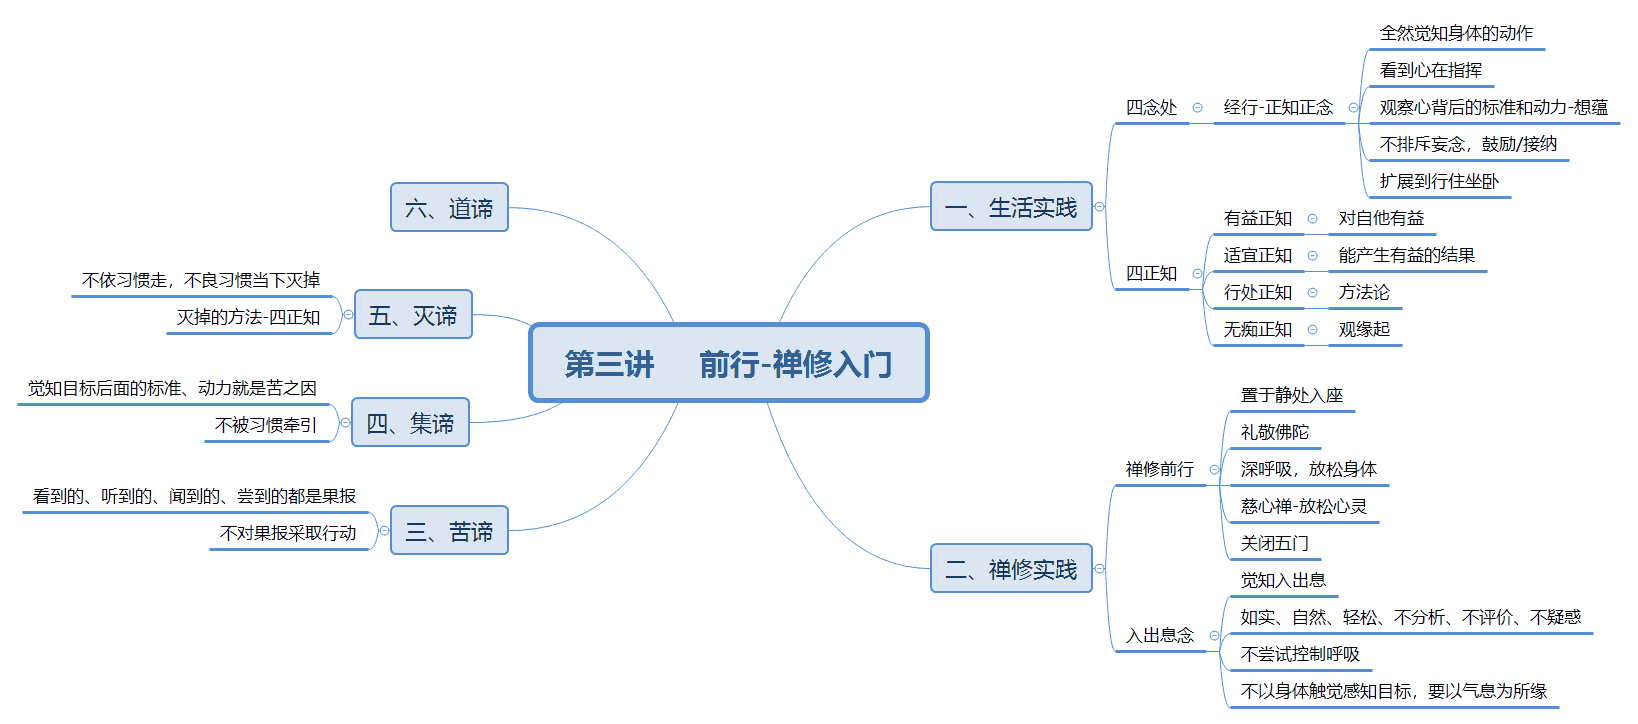 第三讲 前行-禅修入门
一、生活实践
四念处
经行-正知正念
全然觉知身体的动作
看到心在指挥
观察心背后的标准和动力-想蕴
不排斥妄念，鼓励/接纳
扩展到行住坐卧
四正知
有益正知
对自他有益
适宜正知
能产生有益的结果
行处正知
方法论
无痴正知
观缘起
二、禅修实践
禅修前行
置于静处入座
礼敬佛陀
深呼吸，放松身体
慈心禅-放松心灵
关闭五门
入出息念
觉知入出息
如实、自然、轻松、不分析、不评价、不疑惑
不尝试控制呼吸
不以身体触觉感知目标，要以气息为所缘
三、苦谛
看到的、听到的、闻到的、尝到的都是果报
不对果报采取行动
四、集谛
觉知目标后面的标准、动力就是苦之因
不被习惯牵引
五、灭谛
不依习惯走，不良习惯当下灭掉
灭掉的方法-四正知
六、道谛